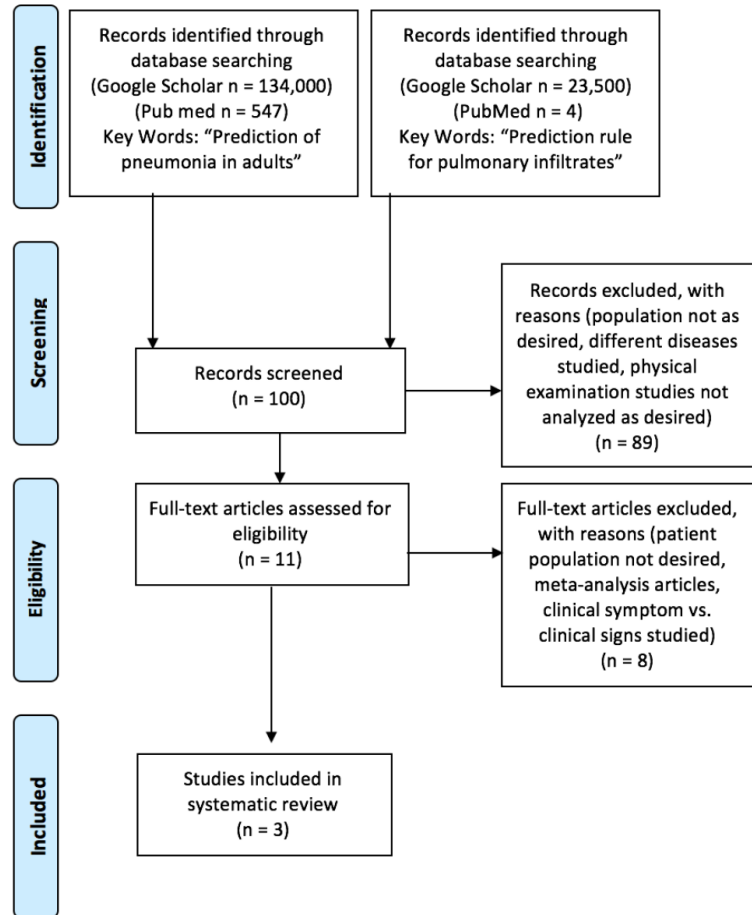 Identification
Records identified through
database searching
(Google Scholar n = 134,000)
(Pub med n = 547)
Key Words: “Prediction of
pneumonia in adults”
Records identified through
database searching
(Google Scholar n = 23,500)
(PubMed n = 4)
Key Words: “Prediction rule
for pulmonary infiltrates”
Screening
Records screened
(n = 100)
Records excluded, with
reasons (population not as
desired, different diseases
studied, physical
examination studies not
analyzed as desired)
(n = 89)
Eligibility
Full-text articles assessed for
eligibility
(n = 11)
Full-text articles excluded,
with reasons (patient
population not desired,
meta-analysis articles,
clinical symptom vs.
clinical signs studied)
(n = 8)
Included
Studies included in
systematic review
(n = 3)